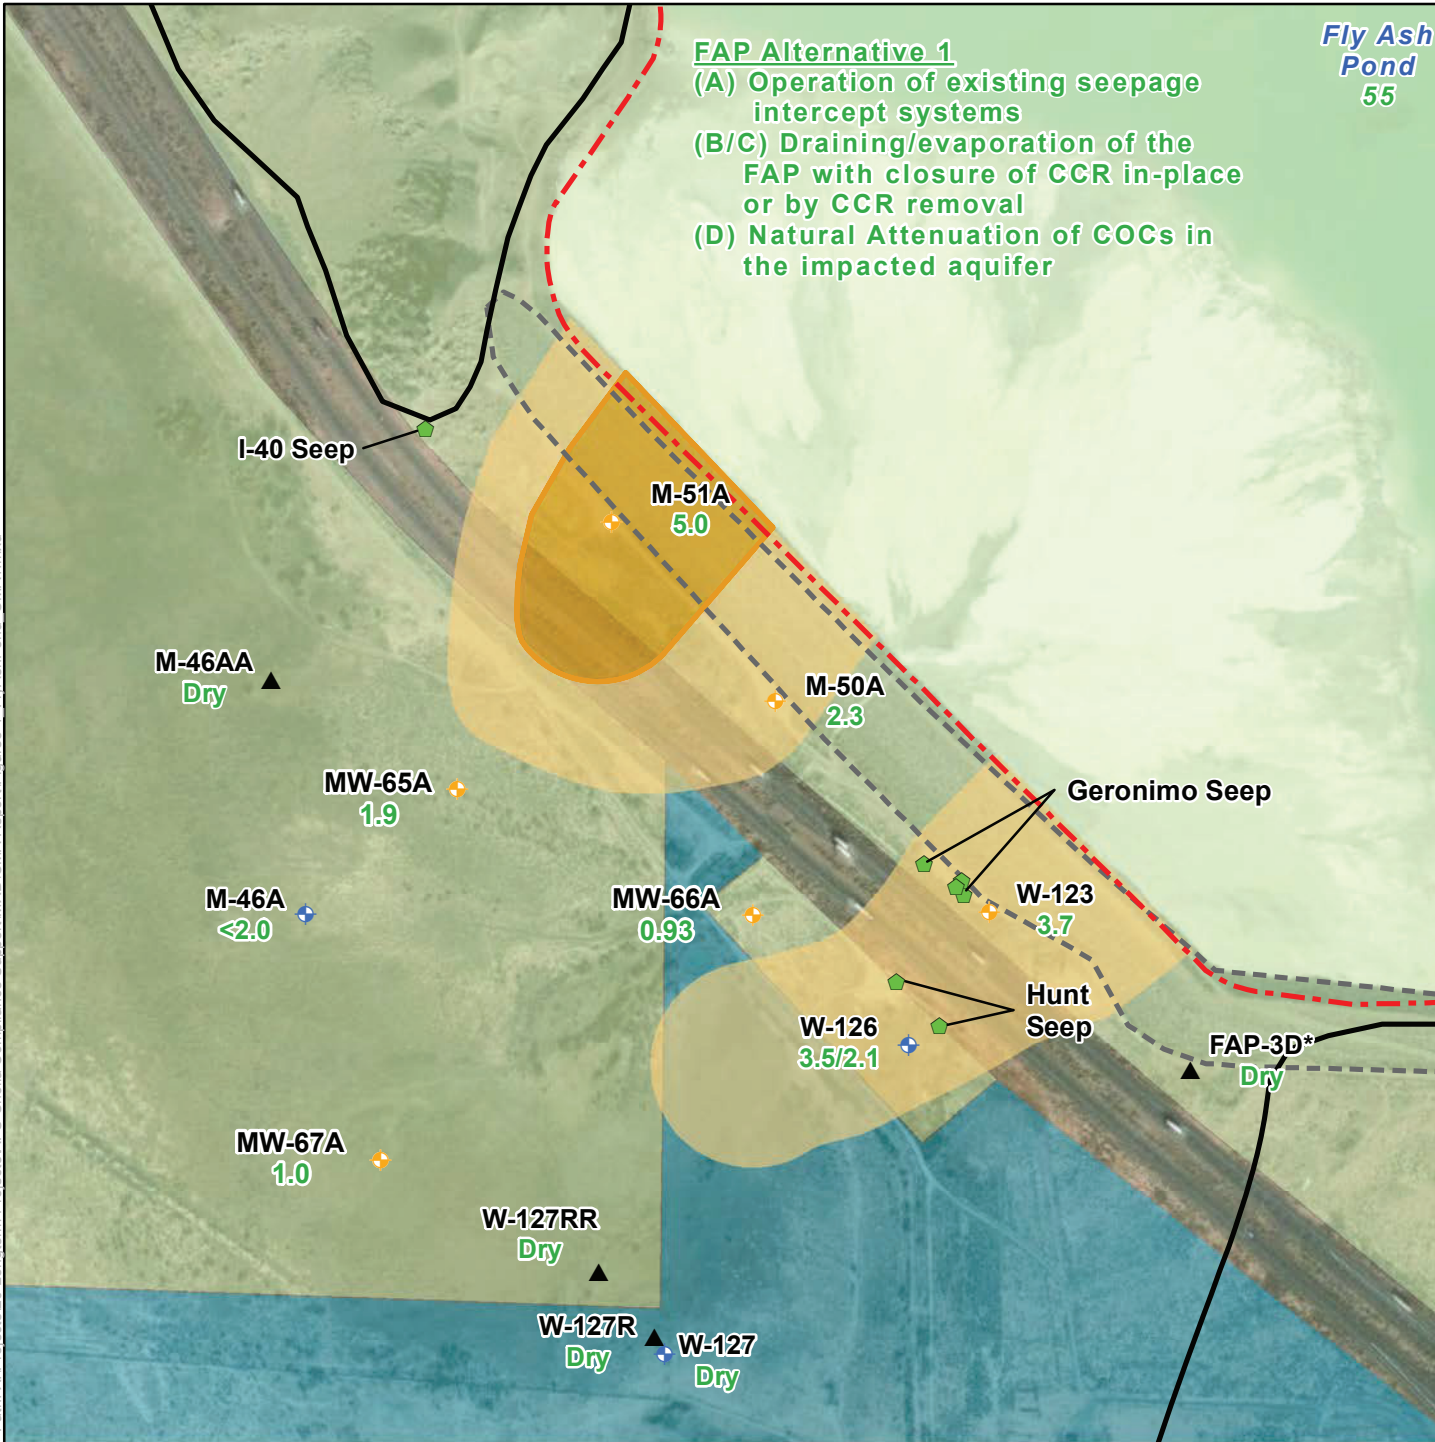 FAP Alternative 1
(A) Operation of existing seepage
intercept systems
(B/C) Draining/evaporation of the
FAP with closure of CCR in-place
or by CCR removal
(D) Natural Attenuation of COCs in
the impacted aquifer
Fly Ash
Pond
55
I-40 Seep
M-51A
5.0
M-46AA
Dry
M-50A
2.3
MW-65A
1.9
Geronimo Seep
M-46A
<2.0
MW-66A
0.93
W-123
3.7
Hunt
Seep
W-126
3.5/2.1
FAP-3D*
Dry
MW-67A
1.0
W-127RR
Dry
W-127R
Dry
W-127
Dry